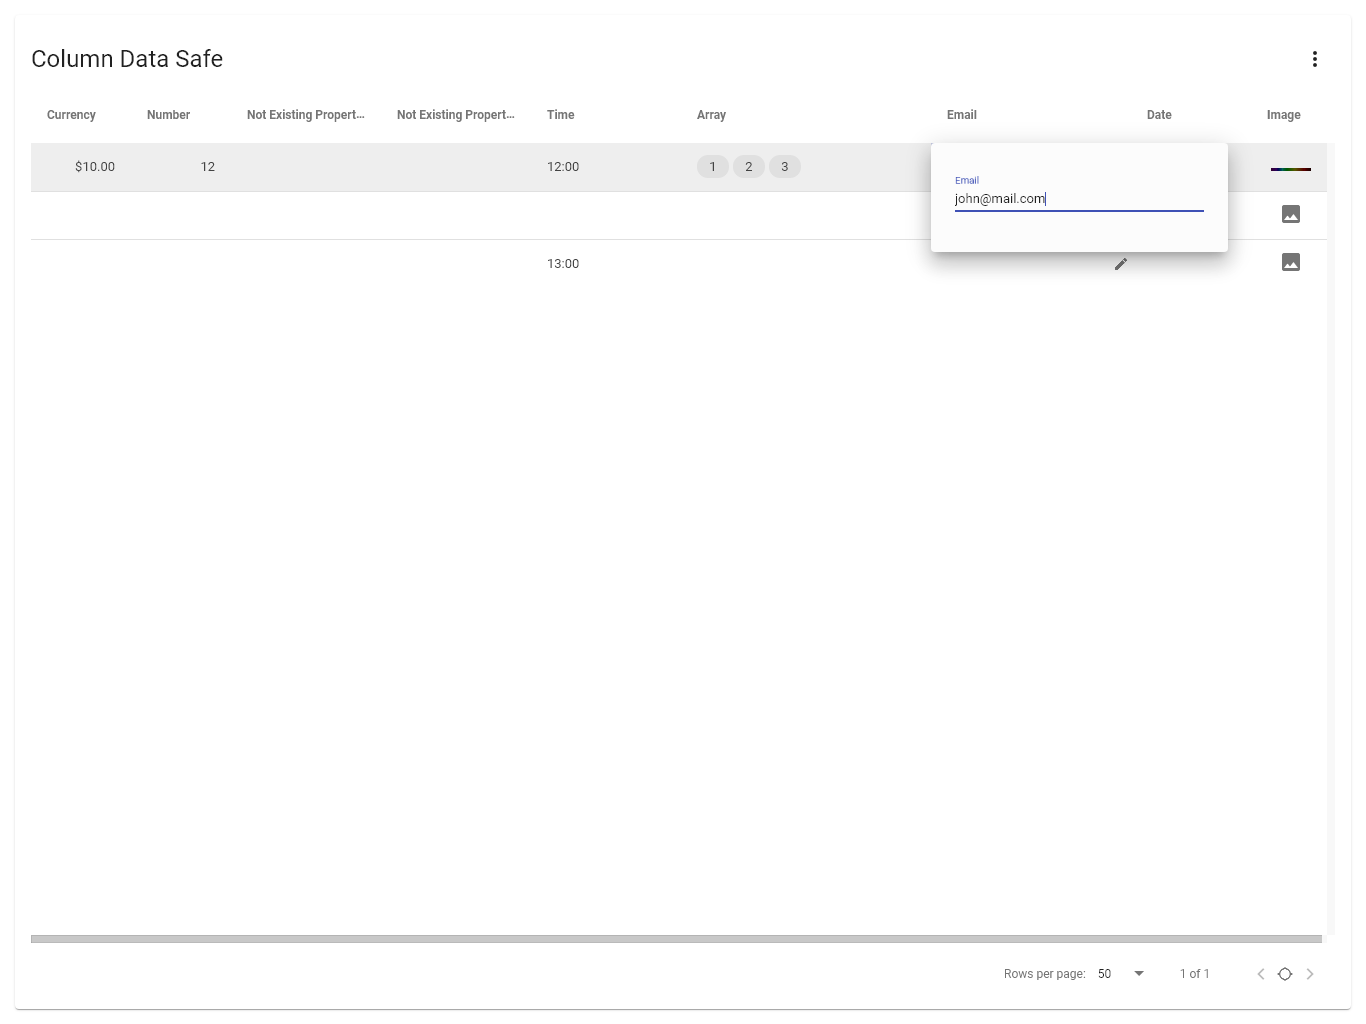 Column Data Safe
Currency Number Not Existing Propert… Not Existing Propert… Time Array Email Date Image
$10.00 12 12:00 1 2 3
Email
john@mail.com
13:00
Rows per page: 50 1 of 1